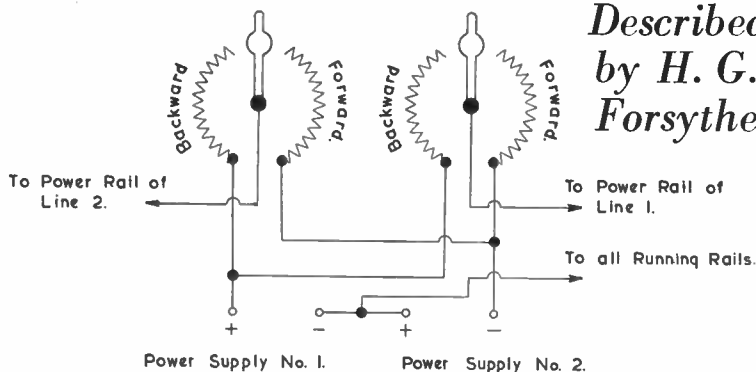 Described
by H. G.
Forsythe
Backward
Forward.
Backward
Forward.
To Power Rail of
Line 2.
To Power Rail of
Line 1.
To all Running Rails.
+
-
+
-
Power Supply No. 1.
Power Supply No. 2.